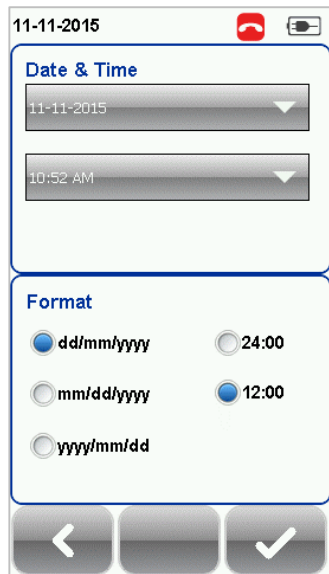 11-11-2015
Date & Time
11-11-2015
10:52 AM
Format
dd/mm/yyyy
24:00
mm/dd/yyyy
12:00
yyyy/mm/dd